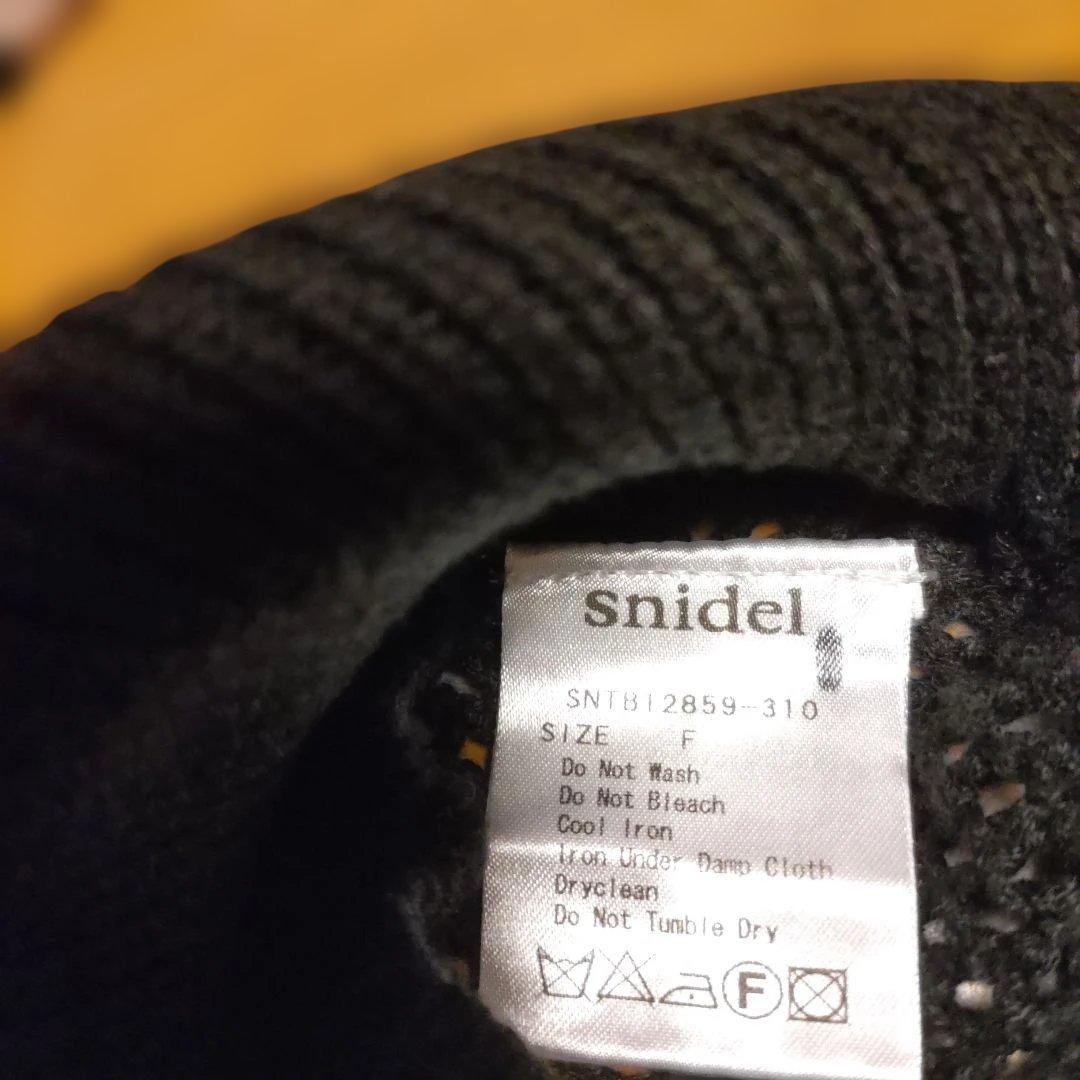 snidel
SNTB12859-310
SIZE F
Do Not Wash
Do Not Bleach
Cool Iron
Iron Under Damp Cloth
Dryclean
Do Not Tumble Dry
F